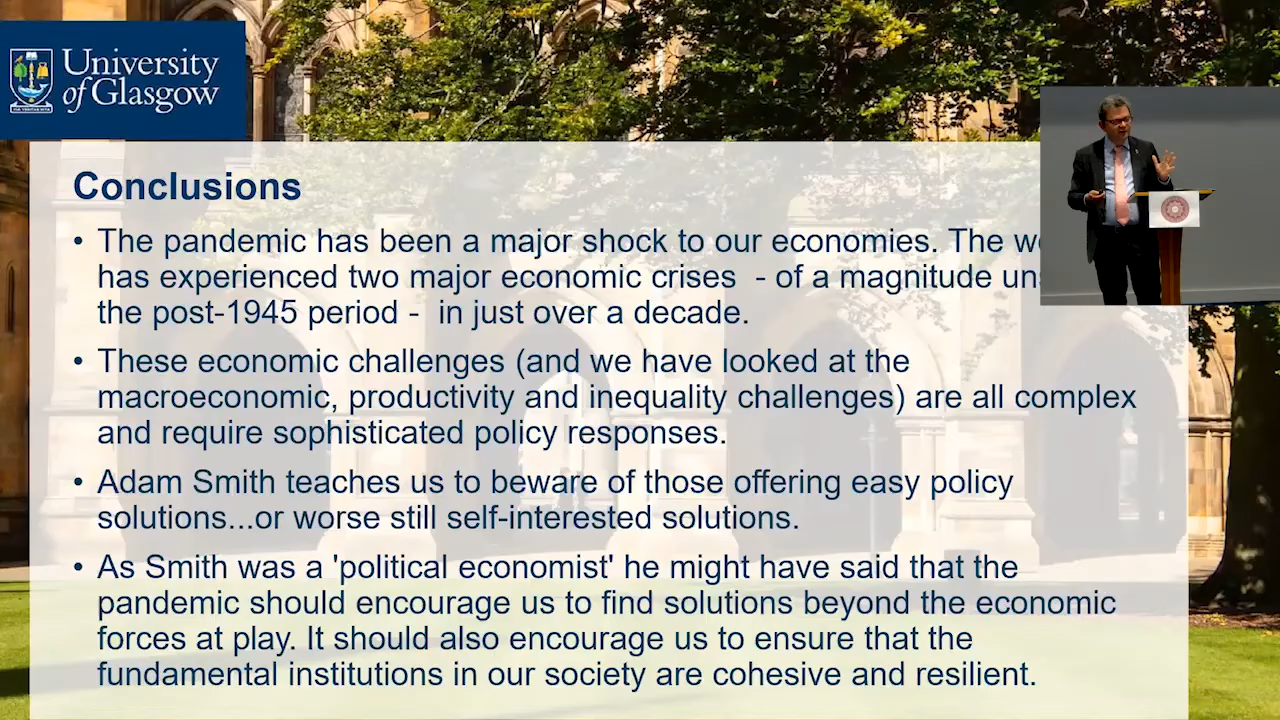 University
of Glasgow
Conclusions
• The pandemic has been a major shock to our economies. The
has experienced two major economic crises - of a magnitude
the post-1945 period - in just over a decade.
• These economic challenges (and we have looked at the
macroeconomic, productivity and inequality challenges) are all complex
and require sophisticated policy responses.
• Adam Smith teaches us to beware of those offering easy policy
solutions...or worse still self-interested solutions.
• As Smith was a 'political economist' he might have said that the
pandemic should encourage us to find solutions beyond the economic
forces at play. It should also encourage us to ensure that the
fundamental institutions in our society are cohesive and resilient.